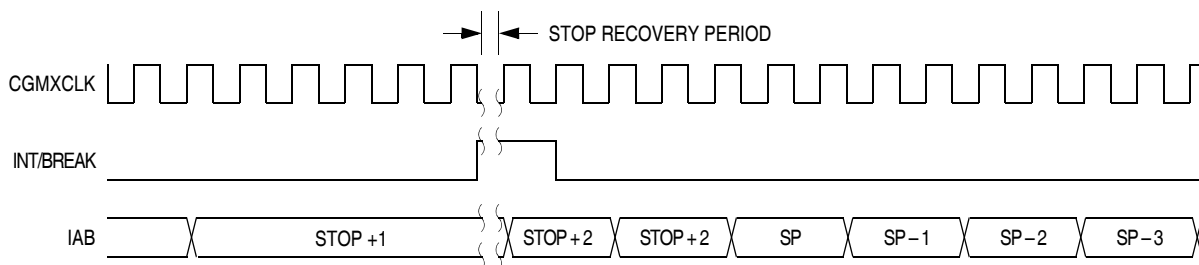 STOP RECOVERY PERIOD
CGMXCLK
INT/BREAK
IAB
STOP +1
STOP + 2
STOP + 2
SP
SP – 1
SP – 2
SP – 3